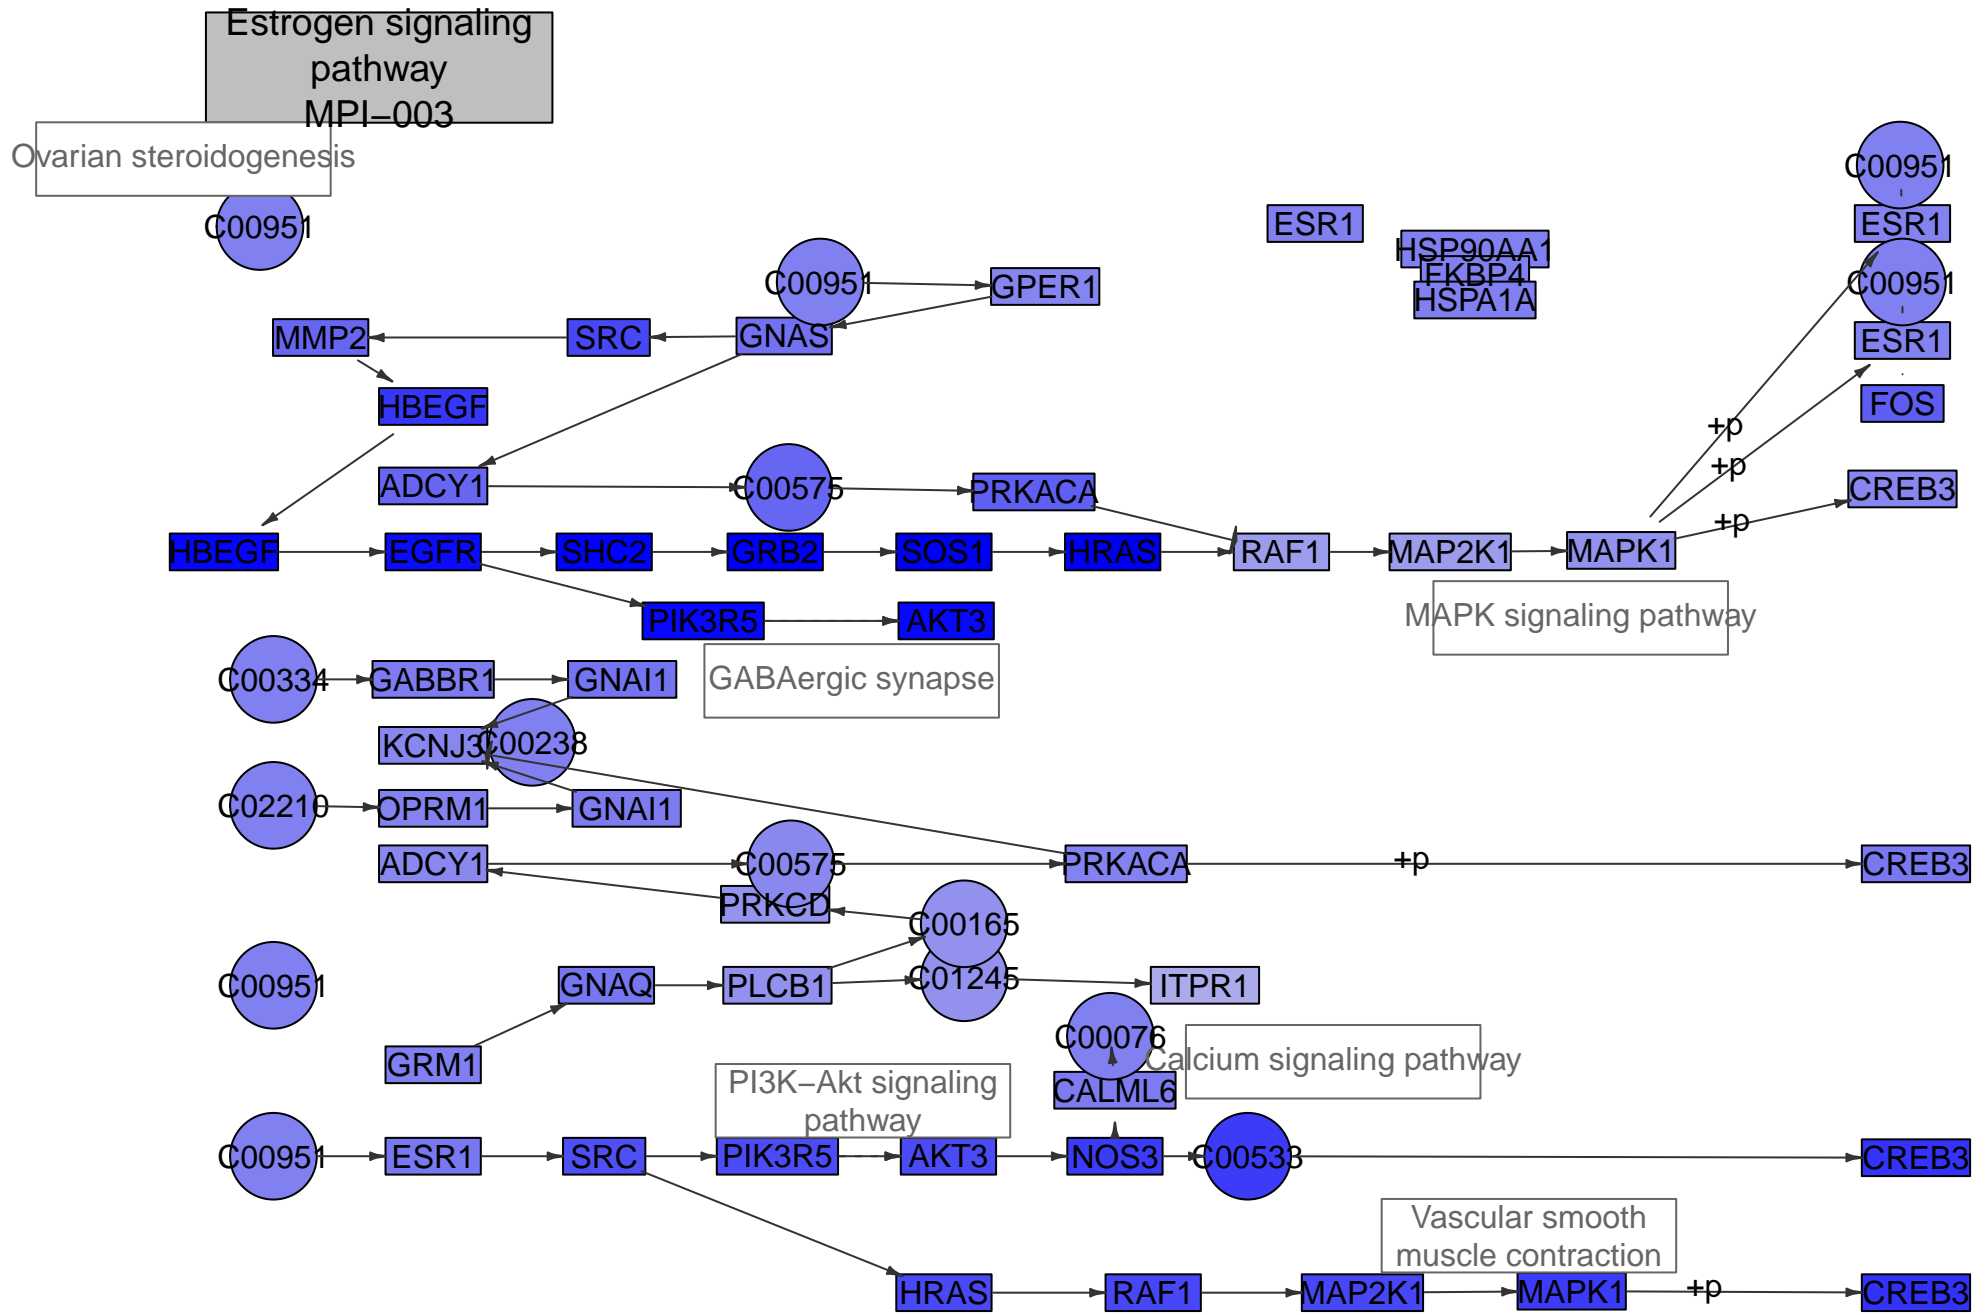 Estrogen signaling
pathway
MPI−003
Ovarian steroidogenesis
C00951
C00951
ESR1
ESR1
C00951
GPER1
HSP90AA1
FKBP4
HSPA1A
C00951
MMP2
SRC
GNAS
ESR1
HBEGF
FOS
+p
+p
ADCY1
C00575
PRKACA
CREB3
+p
HBEGF
EGFR
SHC2
GRB2
SOS1
HRAS
RAF1
MAP2K1
MAPK1
PIK3R5
AKT3
MAPK signaling pathway
C00334
GABBR1
GNAI1
GABAergic synapse
KCNJ3
C00238
C02210
OPRM1
GNAI1
ADCY1
C00575
PRKACA
+p
CREB3
PRKCD
C00165
C00951
GNAQ
PLCB1
C01245
ITPR1
C00076
Calcium signaling pathway
GRM1
CALML6
PI3K−Akt signaling
pathway
C00951
ESR1
SRC
PIK3R5
AKT3
NOS3
C00533
CREB3
Vascular smooth
muscle contraction
HRAS
RAF1
MAP2K1
MAPK1
+p
CREB3